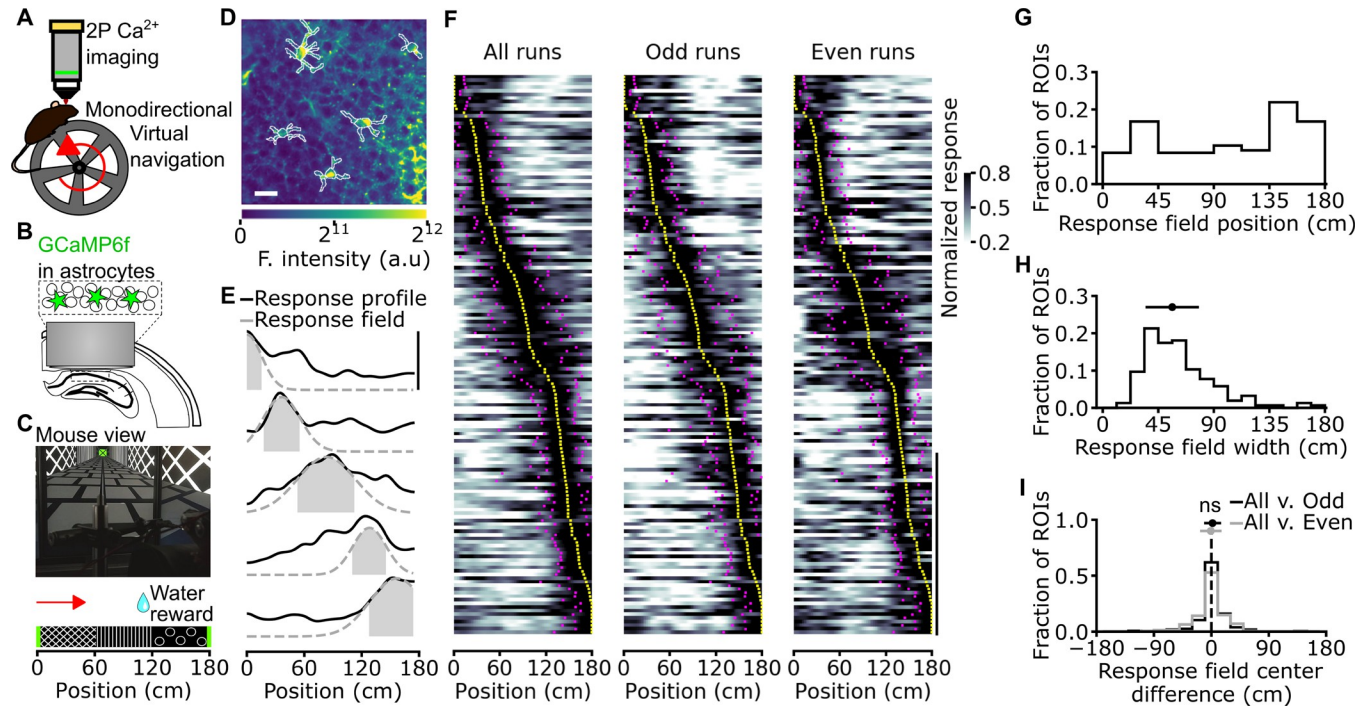 A
2P Ca2+
imaging
Monodirectional
Virtual
navigation
B
GCaMP6f
in astrocytes
C
Mouse view
Water
reward
0 60 120 180
Position (cm)
D
0 2^11 2^12
F. intensity (a.u)
E
Response profile
Response field
0 60 120 180
Position (cm)
F
All runs Odd runs Even runs
0 60 120 180 0 60 120 180 0 60 120 180
Position (cm) Position (cm) Position (cm)
Normalized response
0.8
0.5
0.2
G
Fraction of ROIs
0.3
0.2
0.1
0.0
0 45 90 135 180
Response field position (cm)
H
Fraction of ROIs
0.3
0.2
0.1
0.0
0 45 90 135 180
Response field width (cm)
I
ns
All v. Odd
All v. Even
Fraction of ROIs
1.0
0.5
0.0
−180 −90 0 90 180
Response field center
difference (cm)